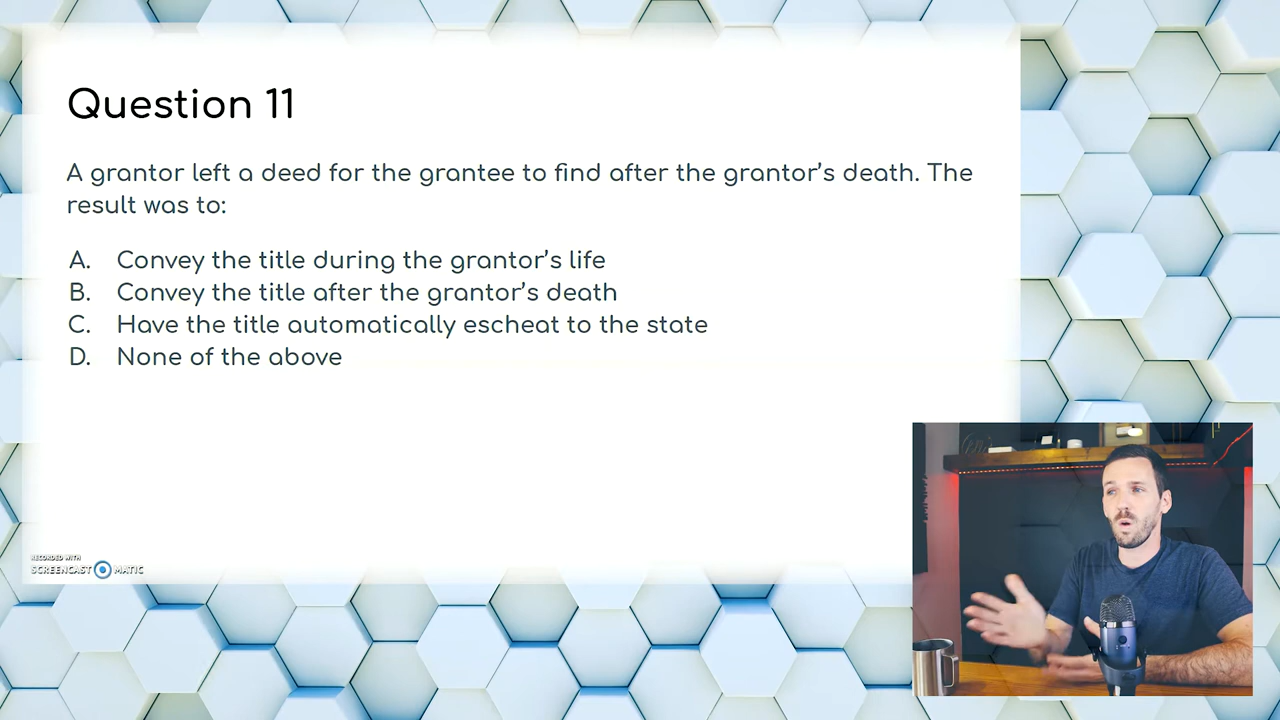 Question 11
A grantor left a deed for the grantee to find after the grantor's death. The
result was to:
A. Convey the title during the grantor's life
B. Convey the title after the grantor's death
C. Have the title automatically escheat to the state
D. None of the above
RECORDED WITH
SCREENCAST MATIC